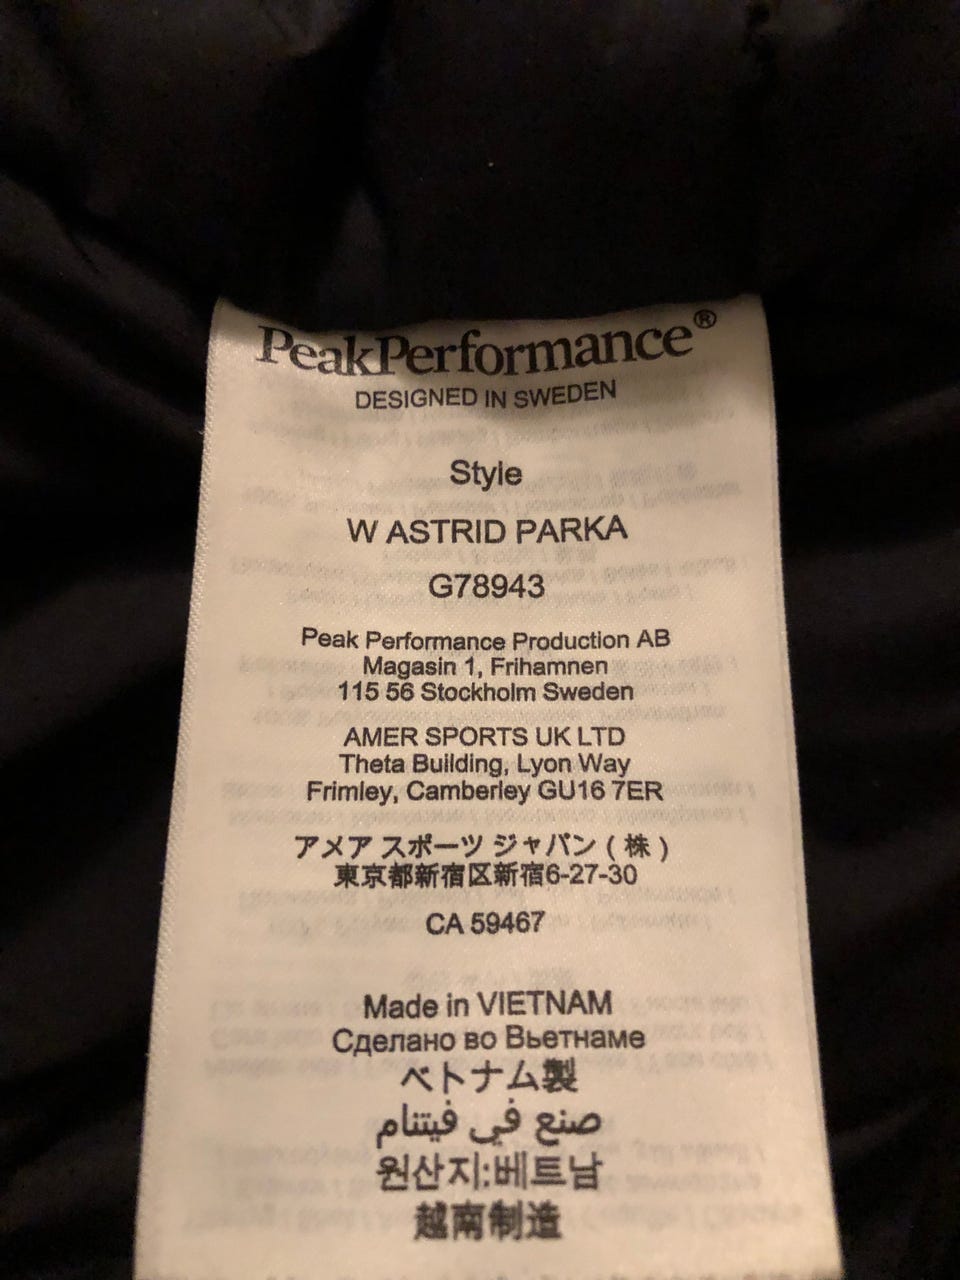 PeakPerformance®
DESIGNED IN SWEDEN
Style
W ASTRID PARKA
G78943
Peak Performance Production AB
Magasin 1, Frihamnen
115 56 Stockholm Sweden
AMER SPORTS UK LTD
Theta Building, Lyon Way
Frimley, Camberley GU16 7ER
アメア スポーツ ジャパン ( 株 )
東京都新宿区新宿6-27-30
CA 59467
Made in VIETNAM
Сделано во Вьетнаме
ベトナム製
صنع في فيتنام
원산지:베트남
越南制造